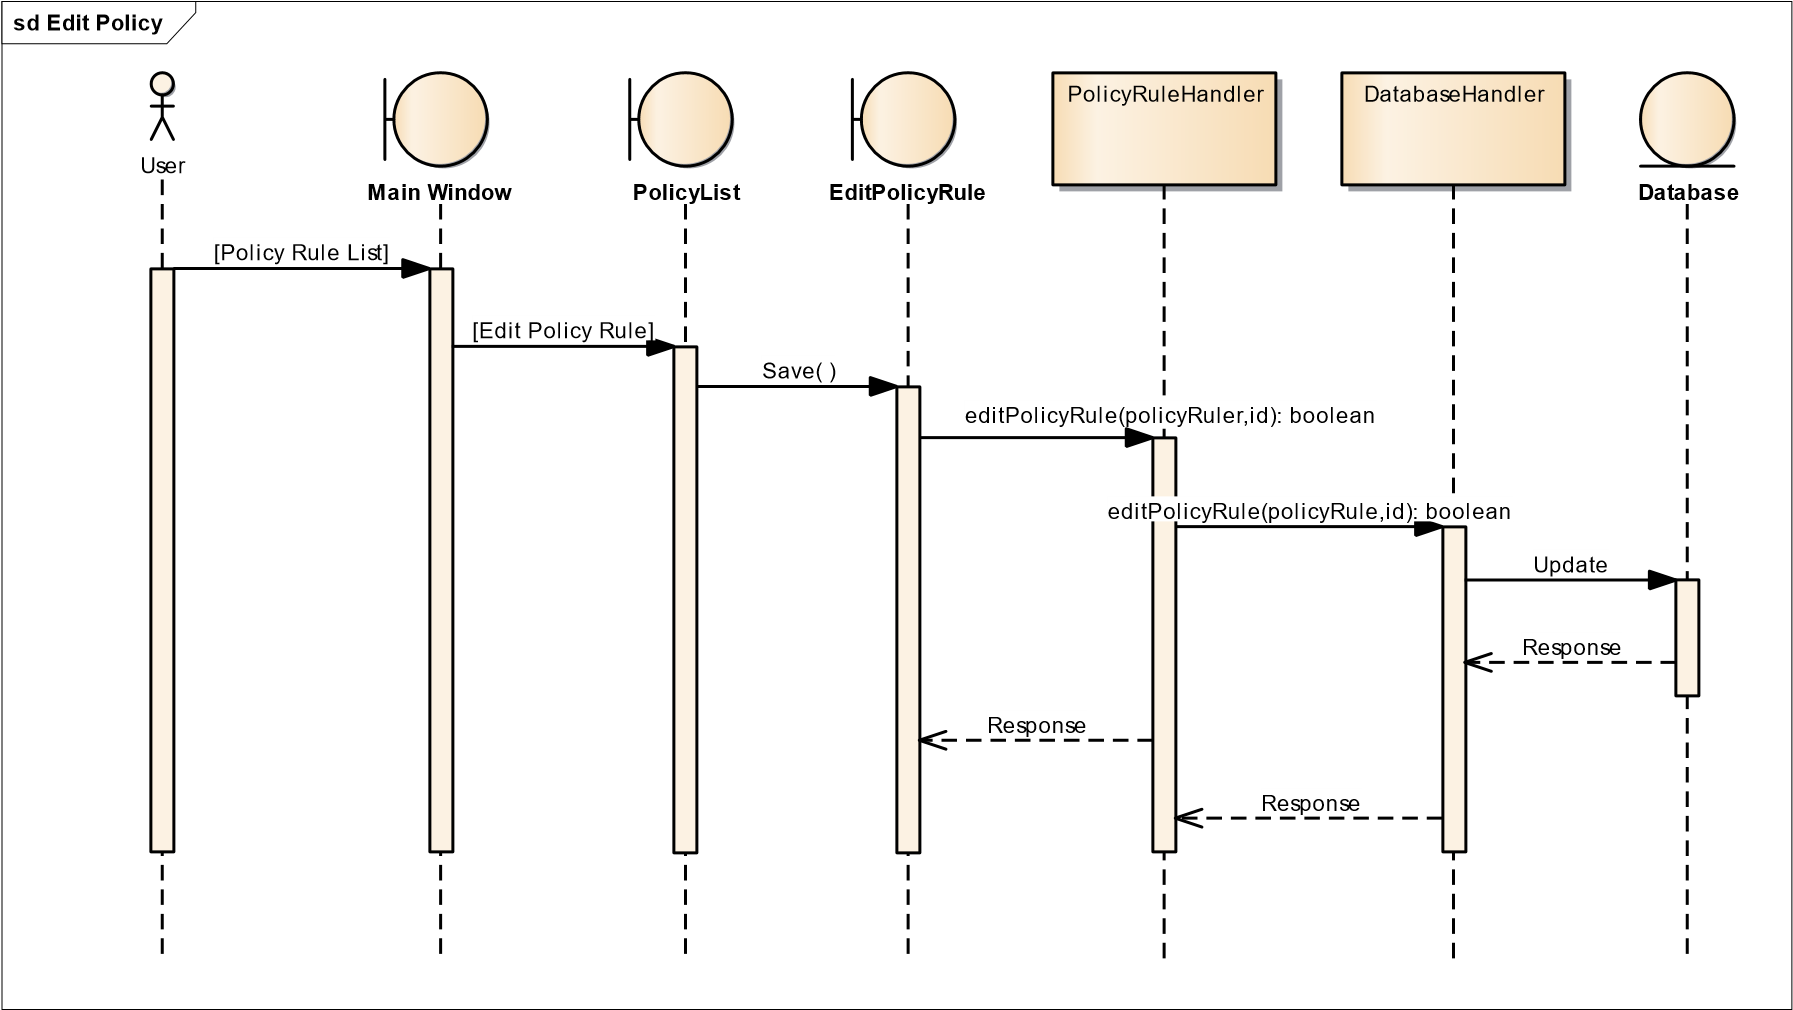 sd Edit Policy
User
Main Window
PolicyList
EditPolicyRule
PolicyRuleHandler
DatabaseHandler
Database
[Policy Rule List]
[Edit Policy Rule]
Save( )
editPolicyRule(policyRuler,id): boolean
editPolicyRule(policyRule,id): boolean
Update
Response
Response
Response